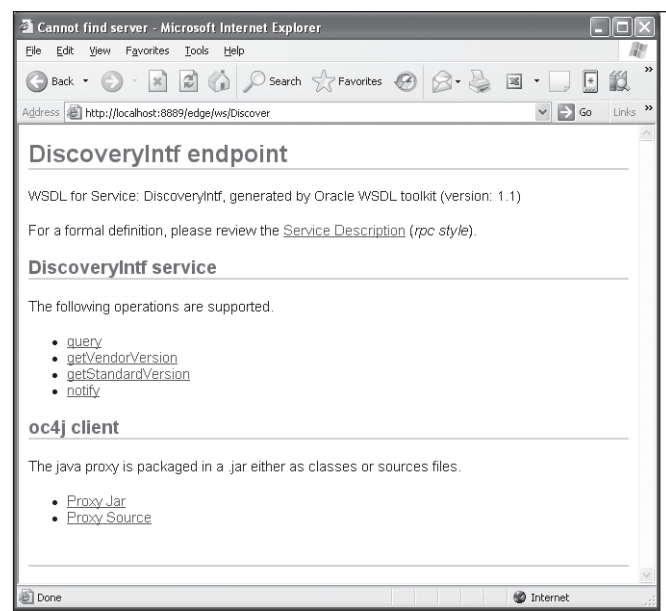 Cannot find server - Microsoft Internet Explorer
File Edit View Favorites Tools Help
Back Search Favorites »
Address http://localhost:8889/edge/ws/Discover Go Links »
DiscoveryIntf endpoint
WSDL for Service: DiscoveryIntf, generated by Oracle WSDL toolkit (version: 1.1)
For a formal definition, please review the Service Description (rpc style).
DiscoveryIntf service
The following operations are supported.
• query
• getVendorVersion
• getStandardVersion
• notify
oc4j client
The java proxy is packaged in a .jar either as classes or sources files.
• Proxy Jar
• Proxy Source
Done Internet